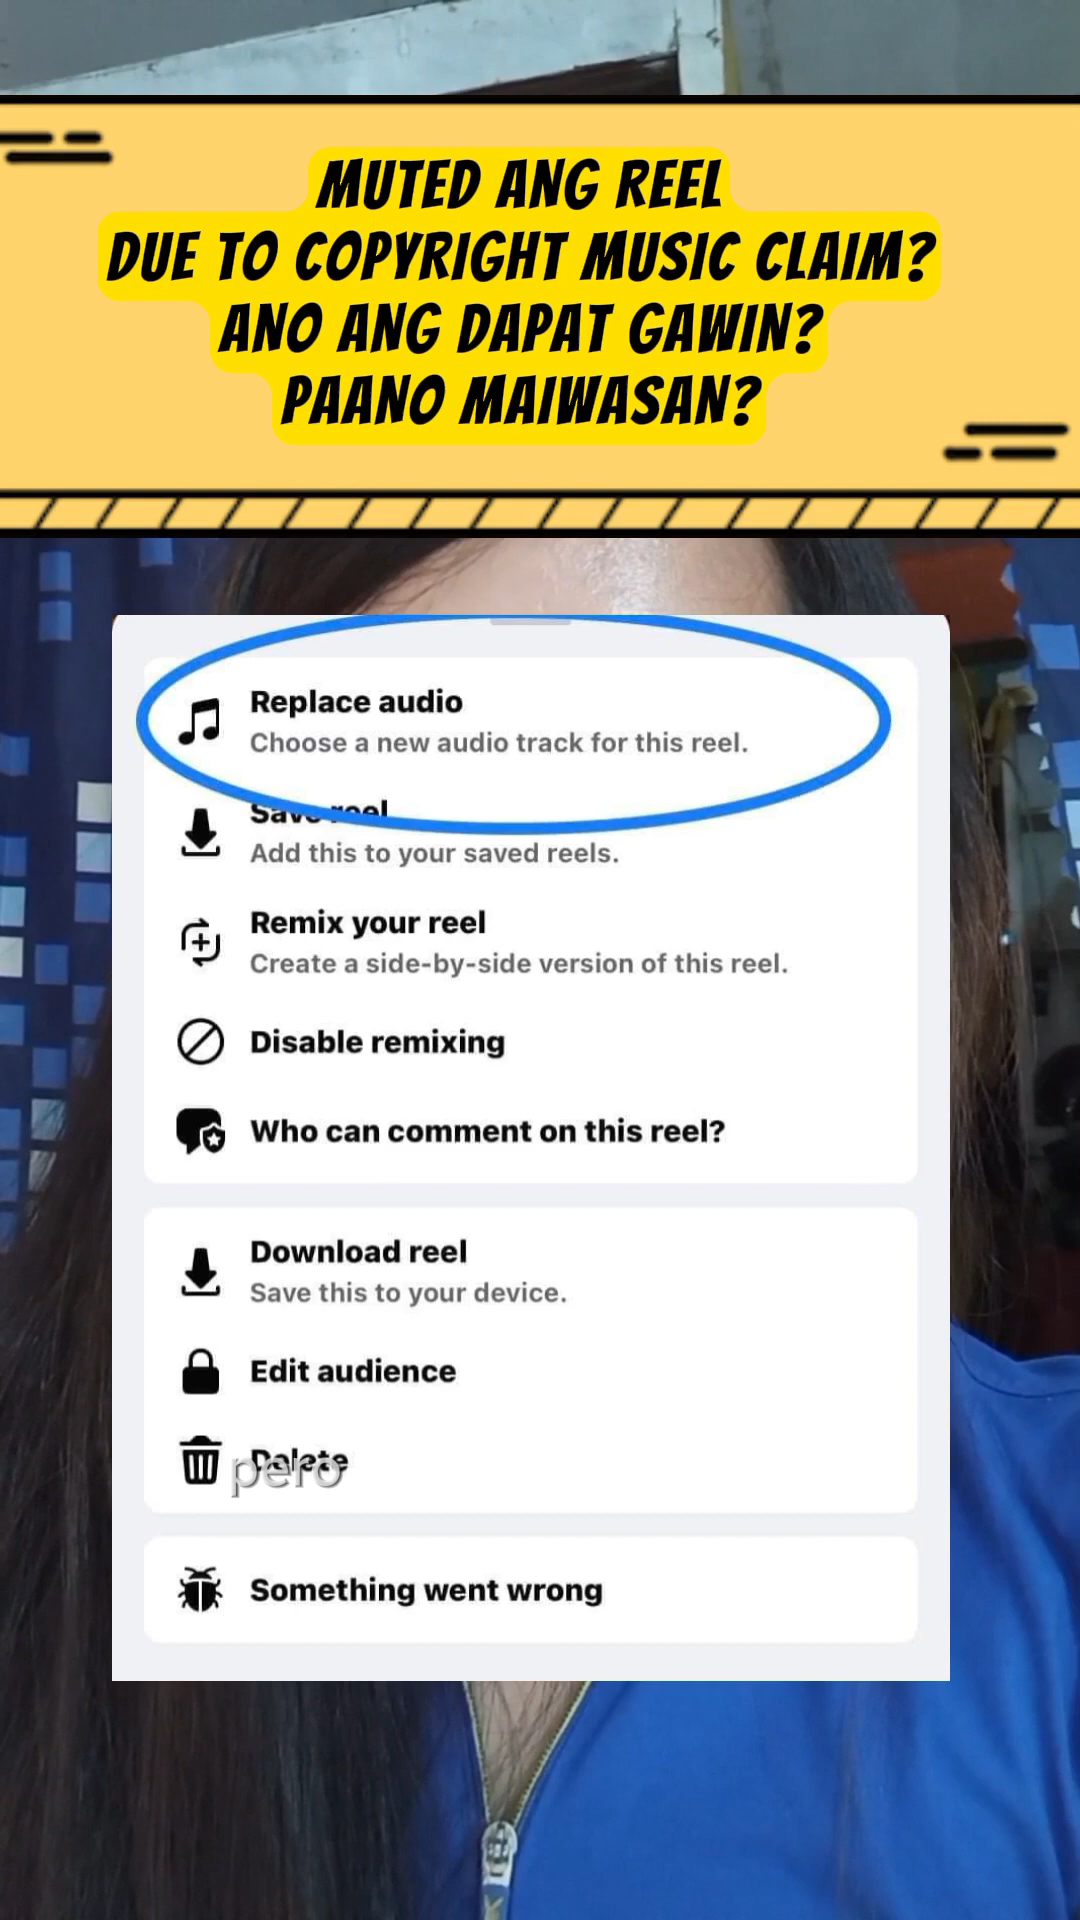 MUTED ANG REEL
DUE TO COPYRIGHT MUSIC CLAIM?
ANO ANG DAPAT GAWIN?
PAANO MAIWASAN?
Replace audio
Choose a new audio track for this reel.
Save reel
Add this to your saved reels.
Remix your reel
Create a side-by-side version of this reel.
Disable remixing
Who can comment on this reel?
Download reel
Save this to your device.
Edit audience
Delete
pero
Something went wrong